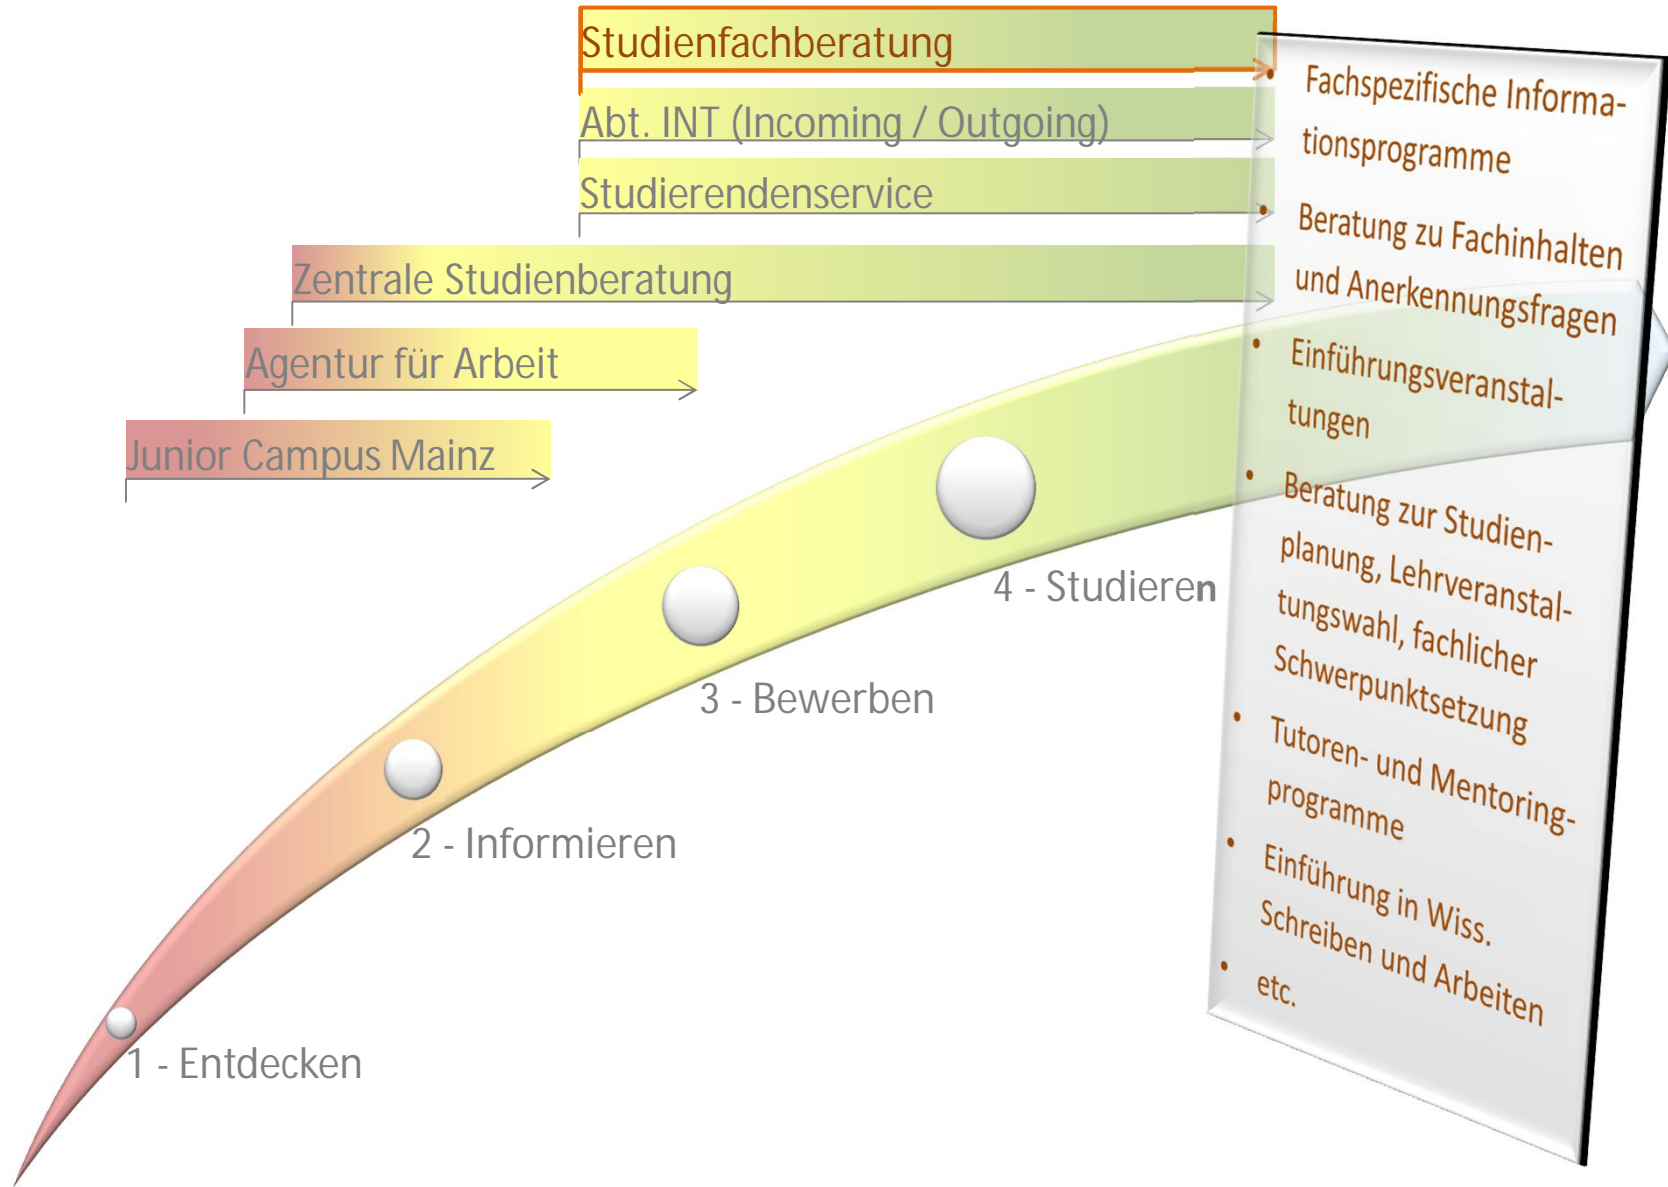 Studienfachberatung
Abt. INT (Incoming / Outgoing)
Studierendenservice
Zentrale Studienberatung
Agentur für Arbeit
Junior Campus Mainz
1 - Entdecken
2 - Informieren
3 - Bewerben
4 - Studieren
• Fachspezifische Informa-
tionsprogramme
• Beratung zu Fachinhalten
und Anerkennungsfragen
• Einführungsveranstal-
tungen
• Beratung zur Studien-
planung, Lehrveranstal-
tungswahl, fachlicher
Schwerpunktsetzung
• Tutoren- und Mentoring-
programme
• Einführung in Wiss.
Schreiben und Arbeiten
• etc.